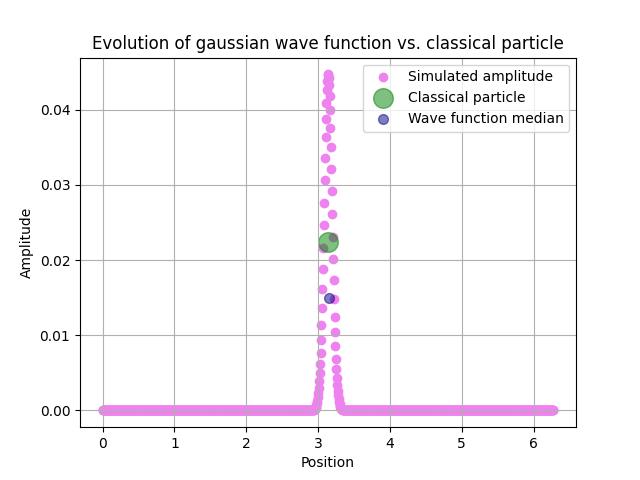 Evolution of gaussian wave function vs. classical particle
Simulated amplitude
Classical particle
Wave function median
Amplitude
0.04
0.03
0.02
0.01
0.00
0 1 2 3 4 5 6
Position